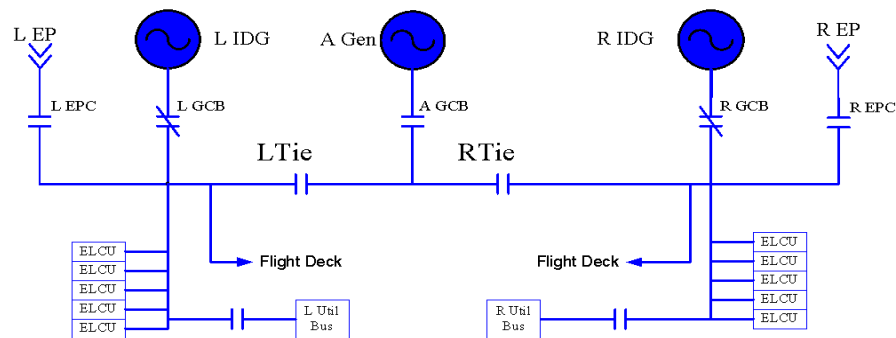 L EP
L IDG
A Gen
R IDG
R EP
L EPC
L GCB
A GCB
R GCB
R EPC
LTie
RTie
ELCU
ELCU
ELCU
ELCU
ELCU
Flight Deck
Flight Deck
ELCU
ELCU
ELCU
ELCU
ELCU
L Util
Bus
R Util
Bus